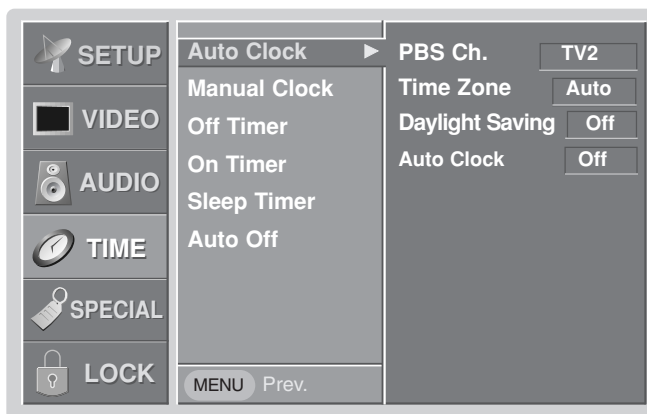 SETUP
VIDEO
AUDIO
TIME
SPECIAL
LOCK
Auto Clock ►
Manual Clock
Off Timer
On Timer
Sleep Timer
Auto Off
MENU Prev.
PBS Ch. TV2
Time Zone Auto
Daylight Saving Off
Auto Clock Off